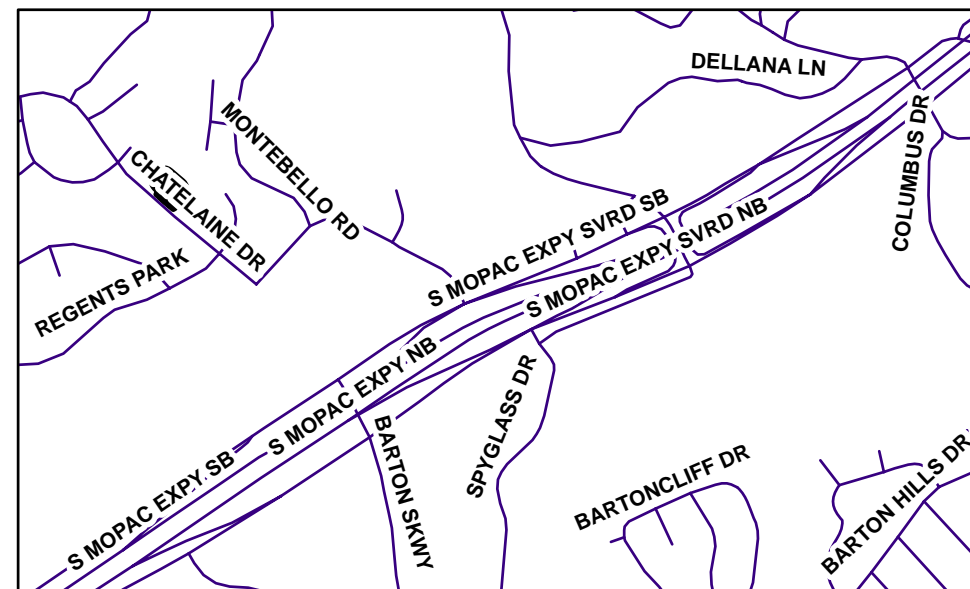 DELLANA LN
MONTEBELLO RD
COLUMBUS DR
CHATELAINE DR
S MOPAC EXPY SVRD SB
S MOPAC EXPY SVRD NB
REGENTS PARK
S MOPAC EXPY NB
SPYGLASS DR
BARTON SKWY
S MOPAC EXPY SB
BARTONCLIFF DR
BARTON HILLS DR